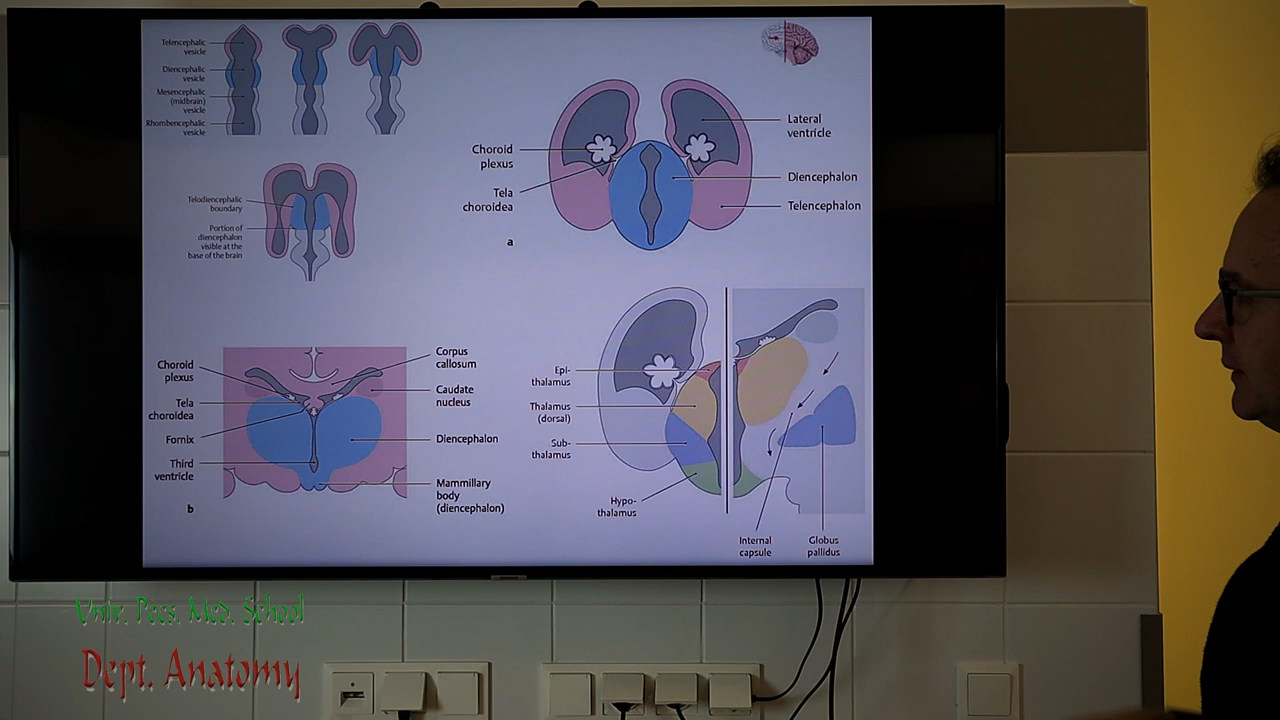 Telencephalic
vesicle
Diencephalic
vesicle
Mesencephalic
(midbrain)
vesicle
Rhombencephalic
vesicle
Telodiencephalic
boundary
Portion of
diencephalon
visible at the
base of the brain
Choroid
plexus
Tela
choroidea
a
Lateral
ventricle
Diencephalon
Telencephalon
Choroid
plexus
Tela
choroidea
Fornix
Third
ventricle
b
Corpus
callosum
Caudate
nucleus
Diencephalon
Mammillary
body
(diencephalon)
Epi-
thalamus
Thalamus
(dorsal)
Sub-
thalamus
Hypo-
thalamus
Internal
capsule
Globus
pallidus
Univ. Pecs. Med. School
Dept. Anatomy